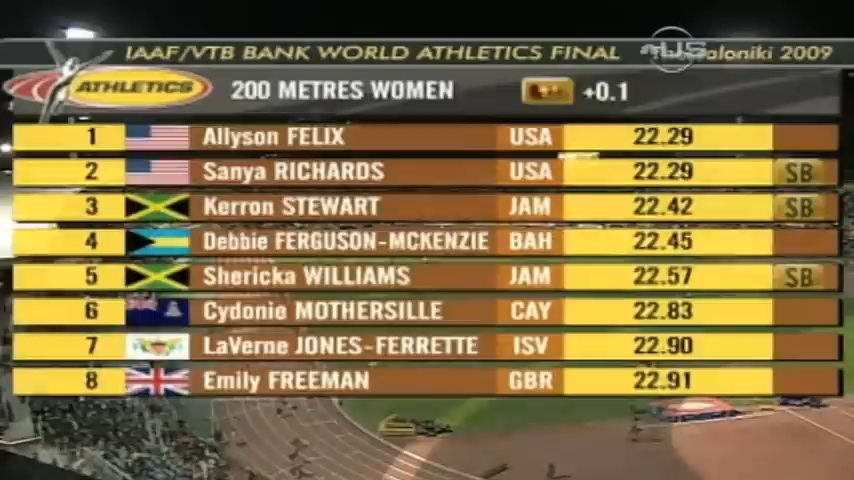 IAAF/VTB BANK WORLD ATHLETICS FINAL Thessaloniki 2009
US
ATHLETICS 200 METRES WOMEN +0.1
1 Allyson FELIX USA 22.29
2 Sanya RICHARDS USA 22.29 SB
3 Kerron STEWART JAM 22.42 SB
4 Debbie FERGUSON-MCKENZIE BAH 22.45
5 Shericka WILLIAMS JAM 22.57 SB
6 Cydonie MOTHERSILLE CAY 22.83
7 LaVerne JONES-FERRETTE ISV 22.90
8 Emily FREEMAN GBR 22.91